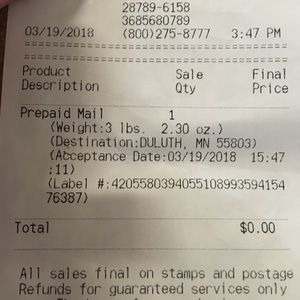 28789-6158
3685680789
03/19/2018 (800)275-8777 3:47 PM
Product Sale Final
Description Qty Price
Prepaid Mail 1
(Weight:3 lbs. 2.30 oz.)
(Destination:DULUTH, MN 55803)
(Acceptance Date:03/19/2018 15:47
:11)
(Label #:4205580394055108993594154
76387)
Total $0.00
All sales final on stamps and postage
Refunds for guaranteed services only